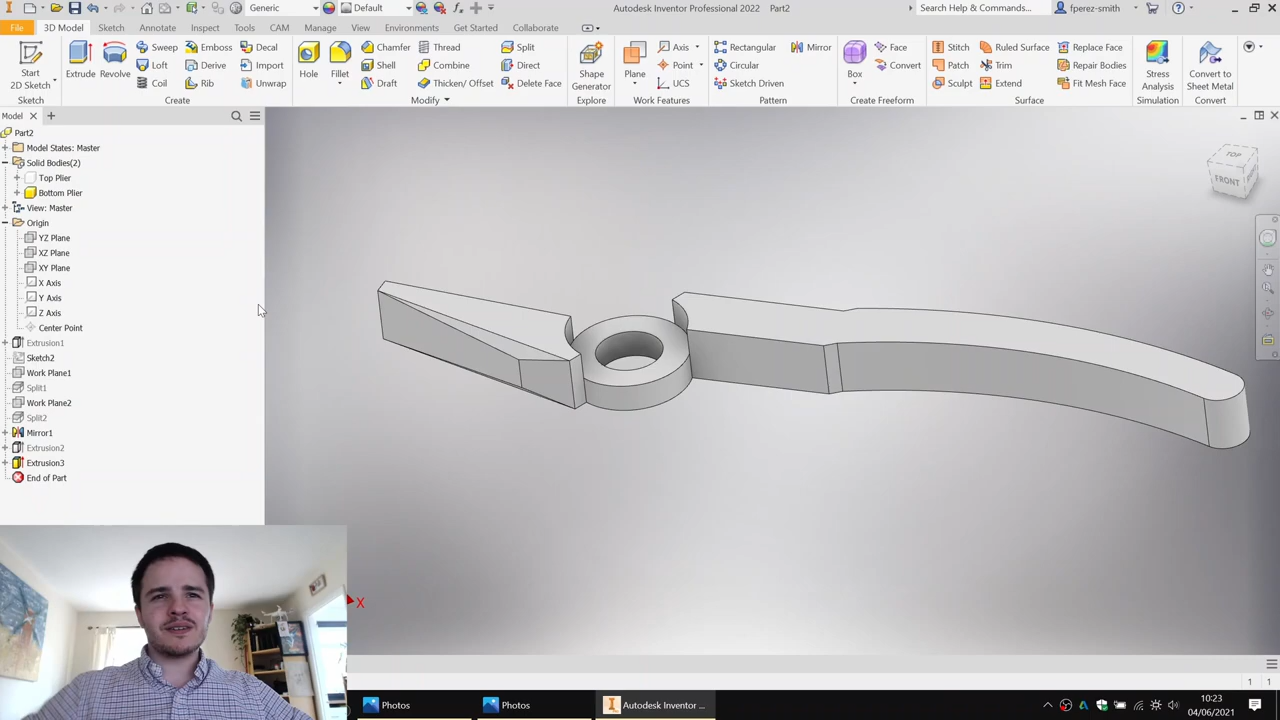 Generic
Default
Autodesk Inventor Professional 2022 Part2
Search Help & Commands...
fperez-smith
File 3D Model Sketch Annotate Inspect Tools CAM Manage View Environments Get Started Collaborate
Start
2D Sketch
Sketch
Extrude
Revolve
Sweep
Loft
Coil
Emboss
Derive
Rib
Decal
Import
Unwrap
Create
Hole
Fillet
Chamfer
Shell
Draft
Thread
Combine
Thicken/ Offset
Split
Direct
Delete Face
Modify
Shape
Generator
Explore
Plane
Axis
Point
UCS
Work Features
Rectangular
Circular
Sketch Driven
Mirror
Pattern
Box
Face
Convert
Create Freeform
Stitch
Patch
Sculpt
Ruled Surface
Trim
Extend
Replace Face
Repair Bodies
Fit Mesh Face
Surface
Stress
Analysis
Simulation
Convert to
Sheet Metal
Convert
Model
Part2
Model States: Master
Solid Bodies(2)
Top Plier
Bottom Plier
View: Master
Origin
YZ Plane
XZ Plane
XY Plane
X Axis
Y Axis
Z Axis
Center Point
Extrusion1
Sketch2
Work Plane1
Split1
Work Plane2
Split2
Mirror1
Extrusion2
Extrusion3
End of Part
TOP
FRONT
X
1 1
Photos
Photos
Autodesk Inventor ...
10:23
04/06/2021